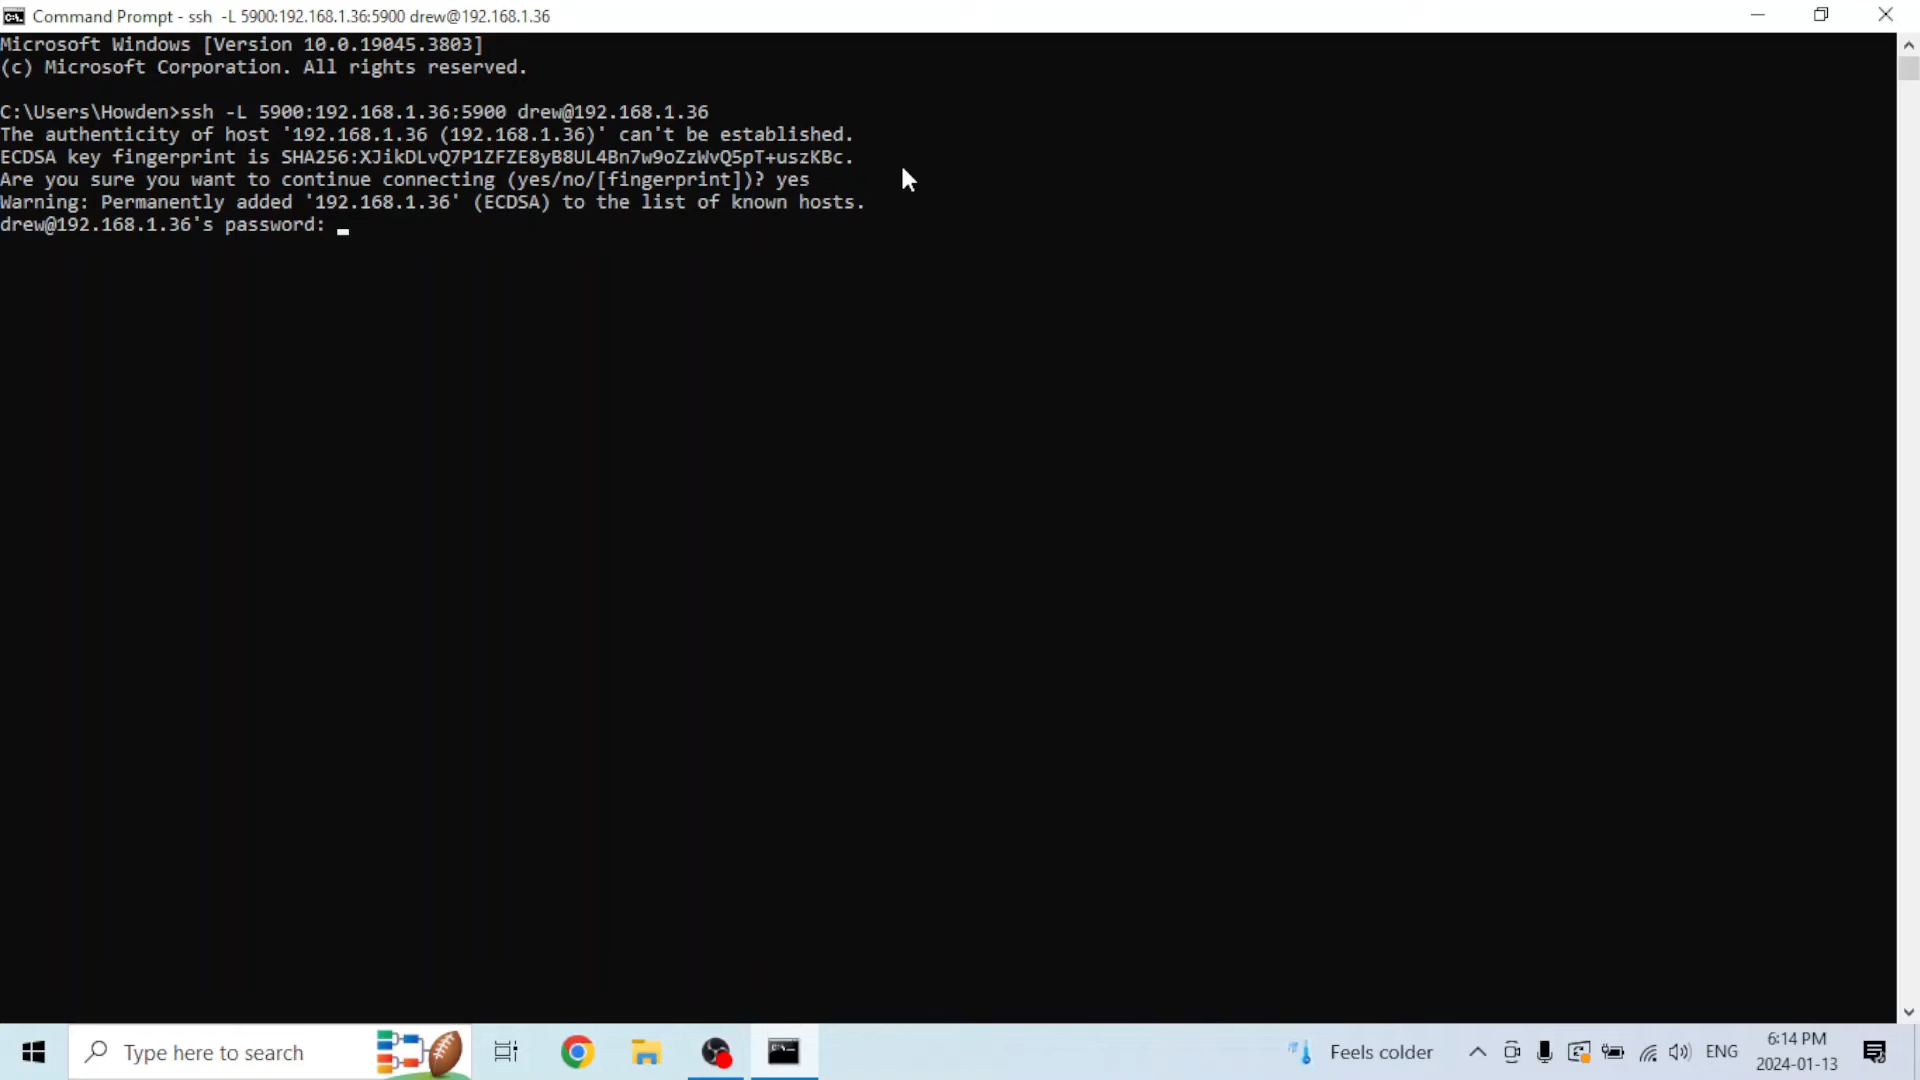 Command Prompt - ssh -L 5900:192.168.1.36:5900 drew@192.168.1.36
Microsoft Windows [Version 10.0.19045.3803]
(c) Microsoft Corporation. All rights reserved.
C:\Users\Howden>ssh -L 5900:192.168.1.36:5900 drew@192.168.1.36
The authenticity of host '192.168.1.36 (192.168.1.36)' can't be established.
ECDSA key fingerprint is SHA256:XJikDLvQ7P1ZFZE8yB8UL4Bn7w9oZzWvQ5pT+uszKBc.
Are you sure you want to continue connecting (yes/no/[fingerprint])? yes
Warning: Permanently added '192.168.1.36' (ECDSA) to the list of known hosts.
drew@192.168.1.36's password:
Type here to search
Feels colder
ENG
6:14 PM
2024-01-13